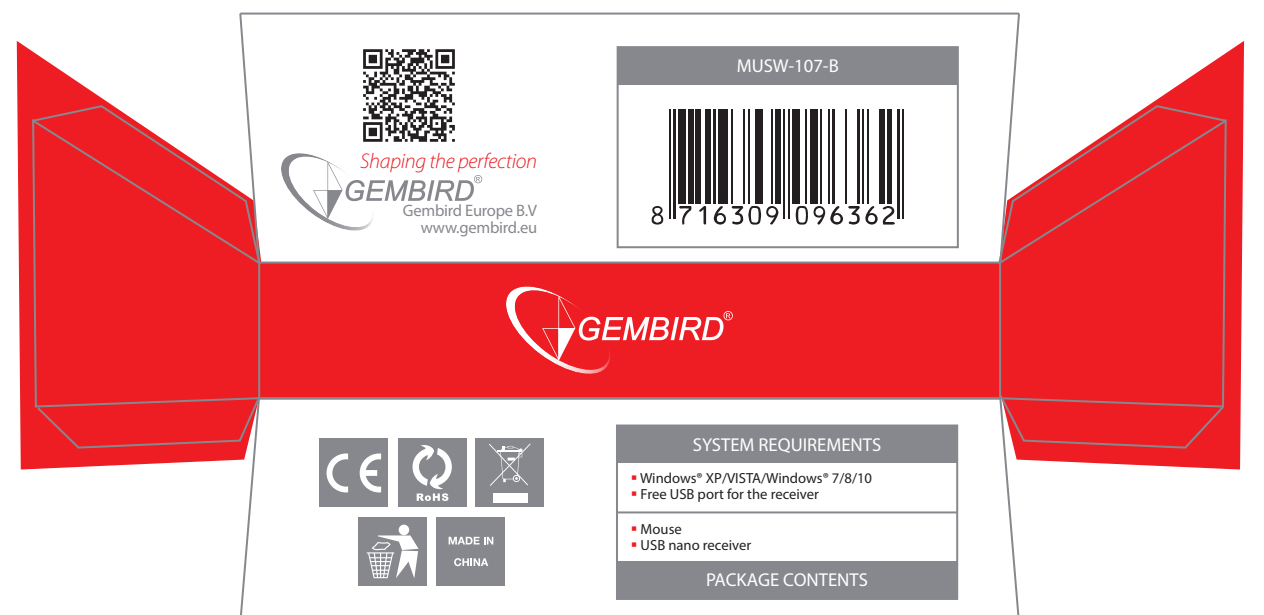 Shaping the perfection
GEMBIRD®
Gembird Europe B.V
www.gembird.eu
MUSW-107-B
8 716309 096362
GEMBIRD®
CE
RoHS
MADE IN
CHINA
SYSTEM REQUIREMENTS
Windows® XP/VISTA/Windows® 7/8/10
Free USB port for the receiver
Mouse
USB nano receiver
PACKAGE CONTENTS